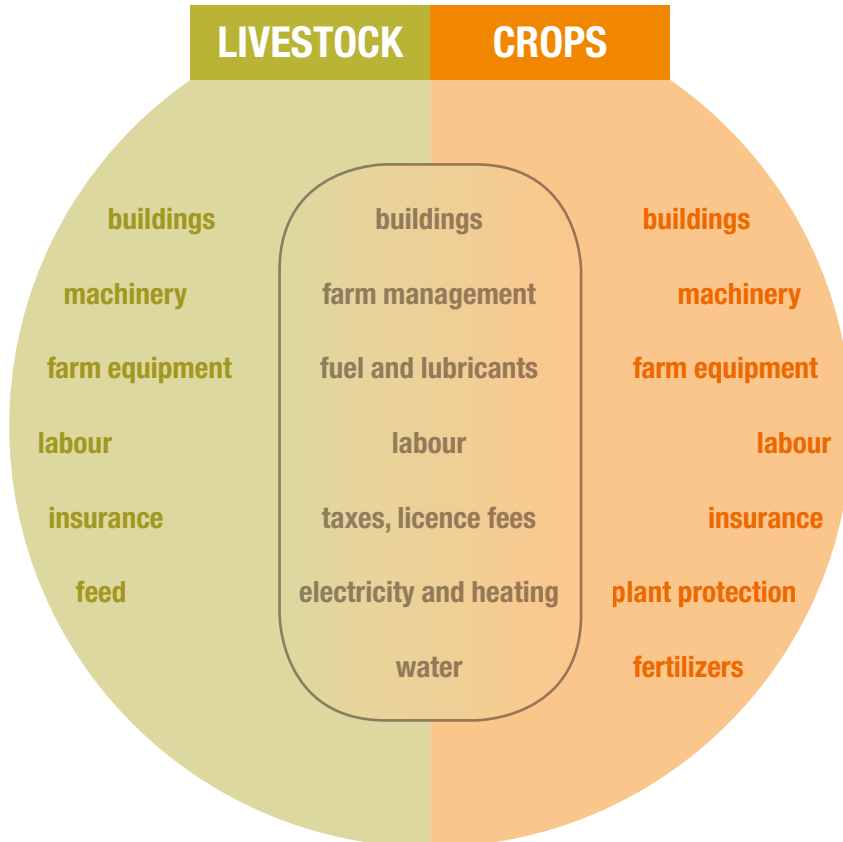 LIVESTOCK CROPS
buildings buildings buildings
machinery farm management machinery
farm equipment fuel and lubricants farm equipment
labour labour labour
insurance taxes, licence fees insurance
feed electricity and heating plant protection
water fertilizers